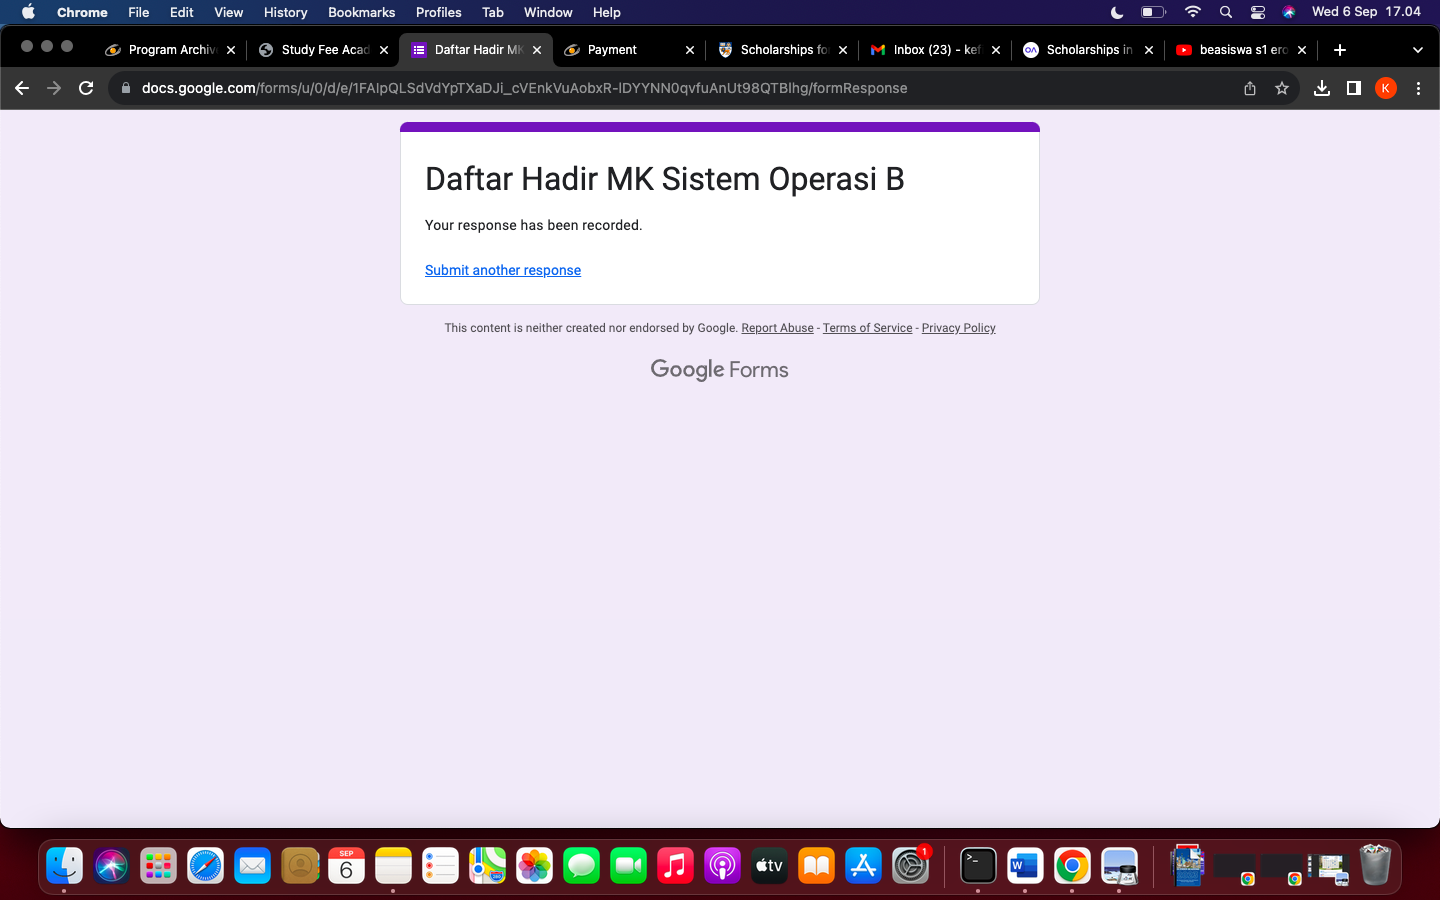 Chrome File Edit View History Bookmarks Profiles Tab Window Help Wed 6 Sep 17.04
Program Archiv Study Fee Acad Daftar Hadir MK Payment Scholarships fo Inbox (23) - kef Scholarships in beasiswa s1 ero
docs.google.com/forms/u/0/d/e/1FAIpQLSdVdYpTXaDJi_cVEnkVuAobxR-IDYYNN0qvfuAnUt98QTBlhg/formResponse K
Daftar Hadir MK Sistem Operasi B
Your response has been recorded.
Submit another response
This content is neither created nor endorsed by Google. Report Abuse - Terms of Service - Privacy Policy
Google Forms
SEP
6
tv
1
W